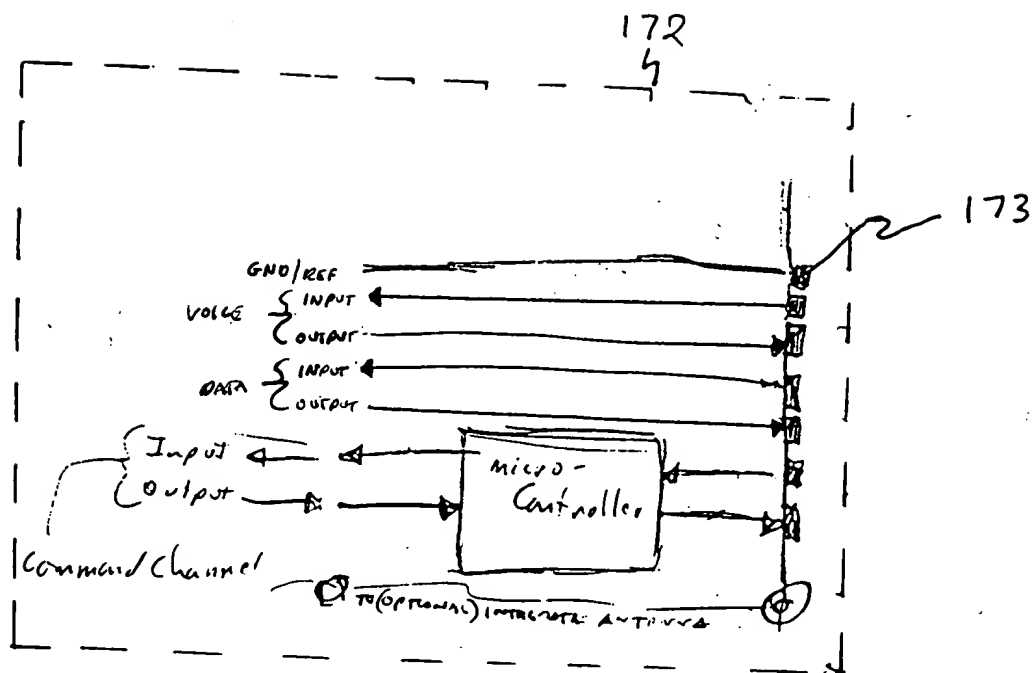 172
173
GND/REF
VOICE
INPUT
OUTPUT
DATA
INPUT
OUTPUT
Input
Output
micro-
Controller
Command Channel
TO (OPTIONAL) INTEGRATE ANTENNA